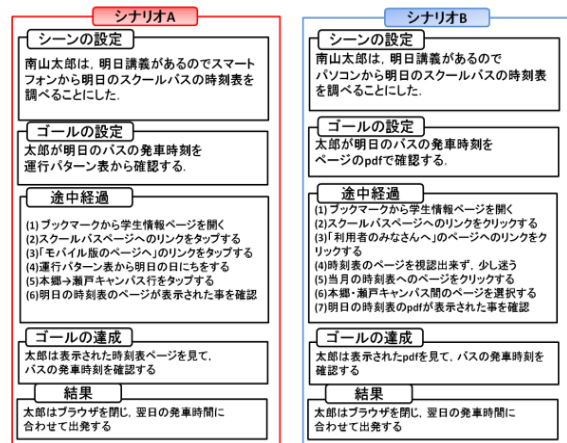 シナリオA
シーンの設定
南山太郎は，明日講義があるのでスマート
フォンから明日のスクールバスの時刻表を
調べることにした．
ゴールの設定
太郎が明日のバスの発車時刻を
運行パターン表から確認する．
途中経過
(1) ブックマークから学生情報ページを開く
(2)スクールバスページへのリンクをタップする
(3)｢モバイル版のページへ｣のリンクをタップする
(4)運行パターン表から明日の日にちをする
(5)本郷→瀬戸キャンパス行をタップする
(6)明日の時刻表のページが表示された事を確認
ゴールの達成
太郎は表示された時刻表ページを見て，
バスの発車時刻を確認する
結果
太郎はブラウザを閉じ，翌日の発車時間に
合わせて出発する
シナリオB
シーンの設定
南山太郎は，明日講義があるので
パソコンから明日のスクールバスの時刻表
を調べることにした．
ゴールの設定
太郎が明日のバスの発車時刻を
ページのpdfで確認する．
途中経過
(1) ブックマークから学生情報ページを開く
(2)スクールバスページへのリンクをクリックする
(3)｢利用者のみなさんへ｣のページへのリンクをク
リックする
(4)時刻表のページを視認出来ず，少し迷う
(5)当月の時刻表へのページをクリックする
(6)本郷・瀬戸キャンパス間のページを選択する
(7)明日の時刻表のpdfが表示された事を確認
ゴールの達成
太郎は表示されたpdfを見て，バスの発車時刻を
確認する
結果
太郎はブラウザを閉じ，翌日の発車時間に
合わせて出発する